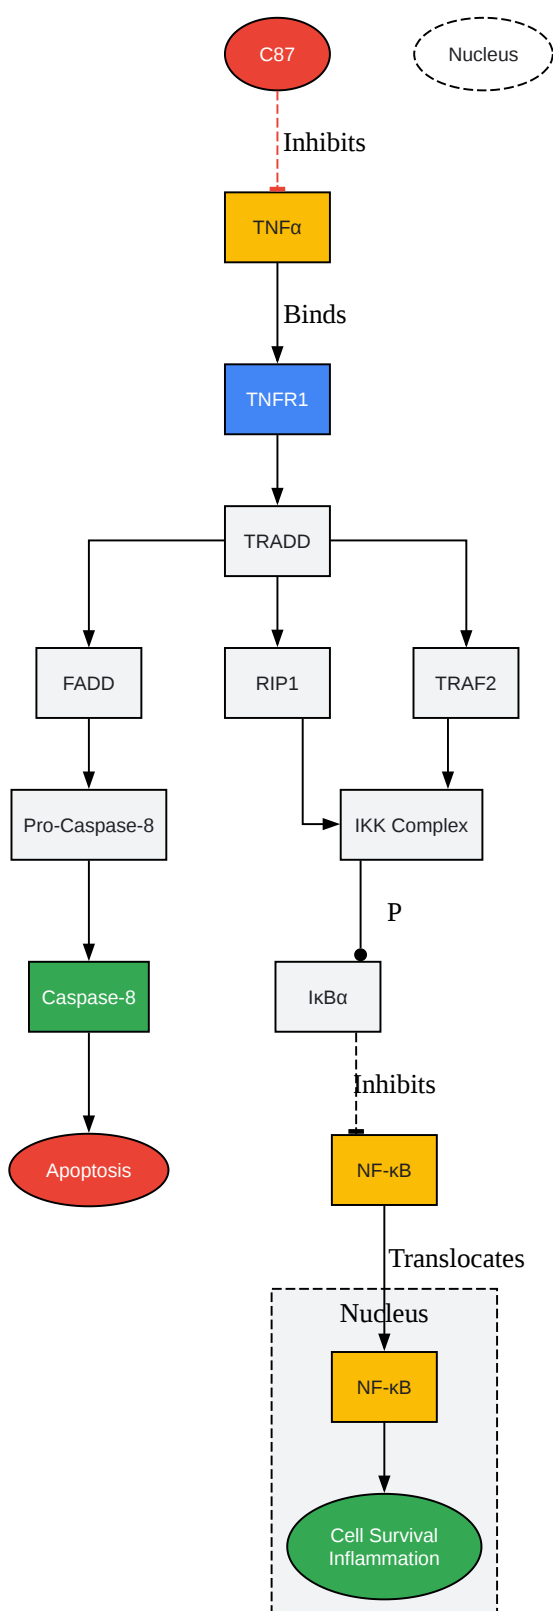 C87
Nucleus
Inhibits
TNFα
Binds
TNFR1
TRADD
FADD
RIP1
TRAF2
Pro-Caspase-8
IKK Complex
P
Caspase-8
IκBα
Inhibits
Apoptosis
NF-κB
Translocates
Nucleus
NF-κB
Cell Survival
Inflammation